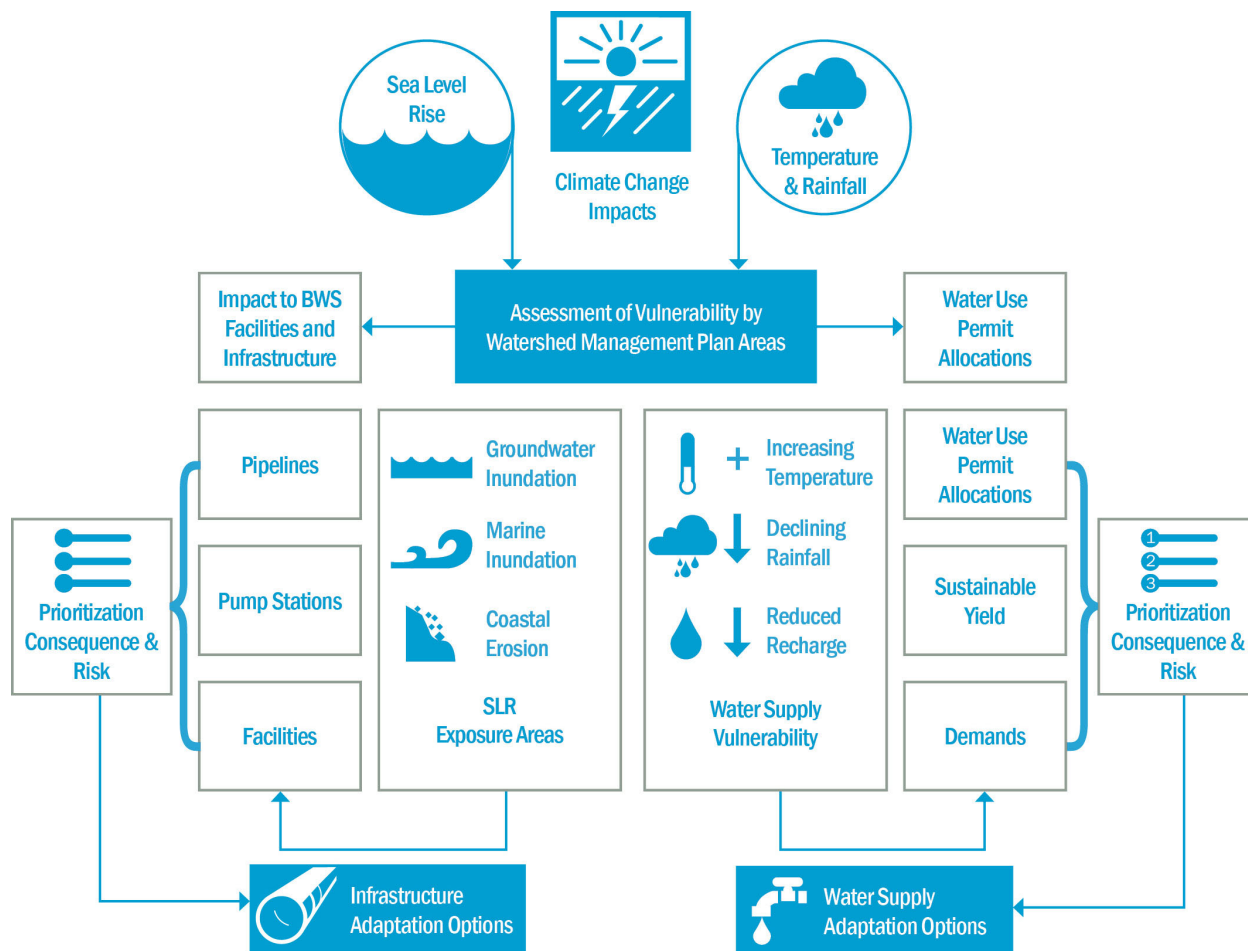 Sea Level
Rise
Climate Change
Impacts
Temperature
& Rainfall
Impact to BWS
Facilities and
Infrastructure
Assessment of Vulnerability by
Watershed Management Plan Areas
Water Use
Permit
Allocations
Prioritization
Consequence &
Risk
Pipelines
Pump Stations
Facilities
Groundwater
Inundation
Marine
Inundation
Coastal
Erosion
SLR
Exposure Areas
+
Increasing
Temperature
Declining
Rainfall
Reduced
Recharge
Water Supply
Vulnerability
Water Use
Permit
Allocations
Sustainable
Yield
Demands
1
2
3
Prioritization
Consequence &
Risk
Infrastructure
Adaptation Options
Water Supply
Adaptation Options